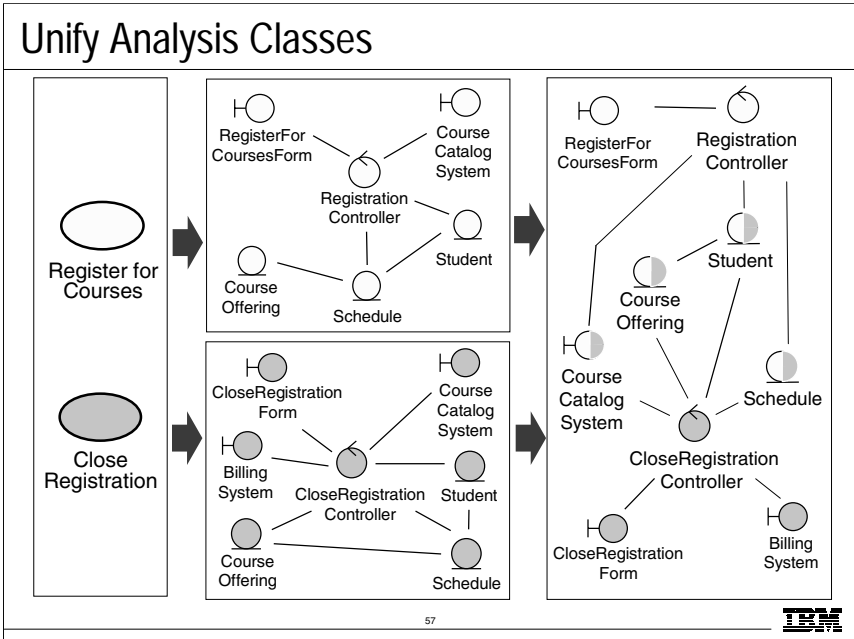 Unify Analysis Classes
Register for
Courses
Close
Registration
RegisterFor
CoursesForm
Course
Catalog
System
Registration
Controller
Student
Course
Offering
Schedule
CloseRegistration
Form
Course
Catalog
System
Billing
System
CloseRegistration
Controller
Student
Course
Offering
Schedule
RegisterFor
CoursesForm
Registration
Controller
Student
Course
Offering
Course
Catalog
System
Schedule
CloseRegistration
Controller
CloseRegistration
Form
Billing
System
57
IBM